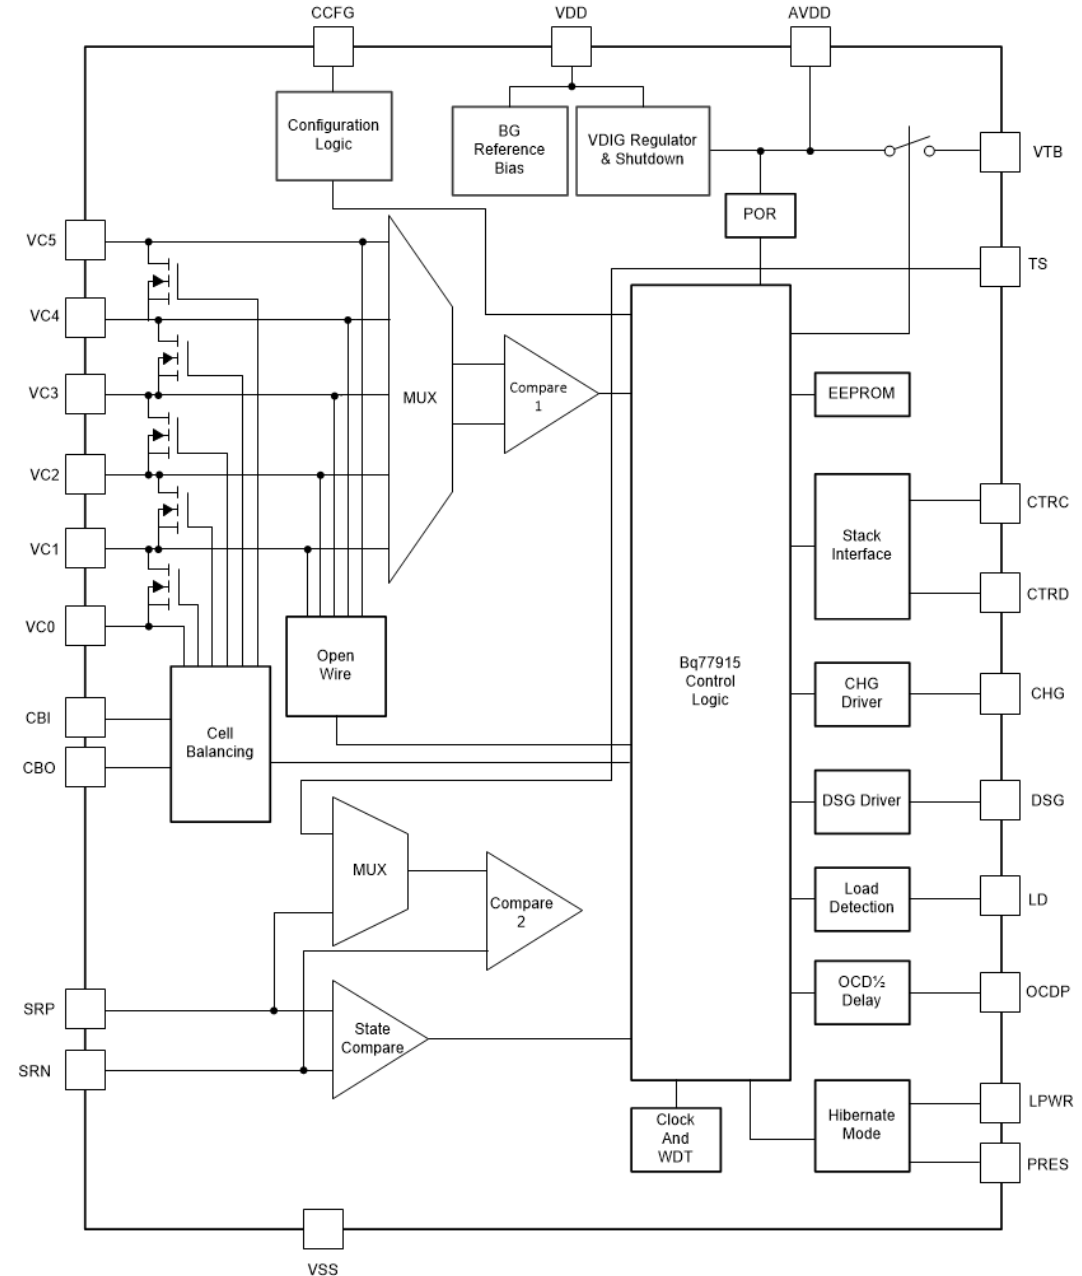 CCFG
VDD
AVDD
Configuration
Logic
BG
Reference
Bias
VDIG Regulator
& Shutdown
VTB
POR
VC5
TS
VC4
VC3
MUX
Compare
1
EEPROM
VC2
CTRC
Stack
Interface
VC1
CTRD
VC0
Open
Wire
Bq77915
Control
Logic
CHG
Driver
CHG
CBI
Cell
Balancing
CBO
DSG Driver
DSG
MUX
Compare
2
Load
Detection
LD
SRP
State
Compare
OCD½
Delay
OCDP
SRN
Clock
And
WDT
Hibernate
Mode
LPWR
PRES
VSS